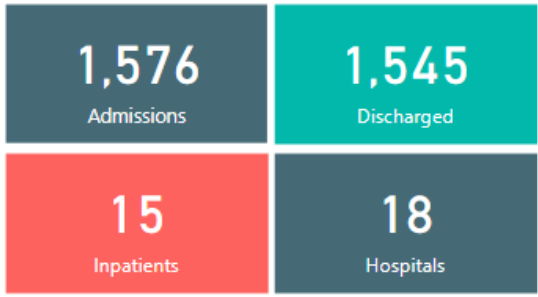 1,576
Admissions
1,545
Discharged
15
Inpatients
18
Hospitals